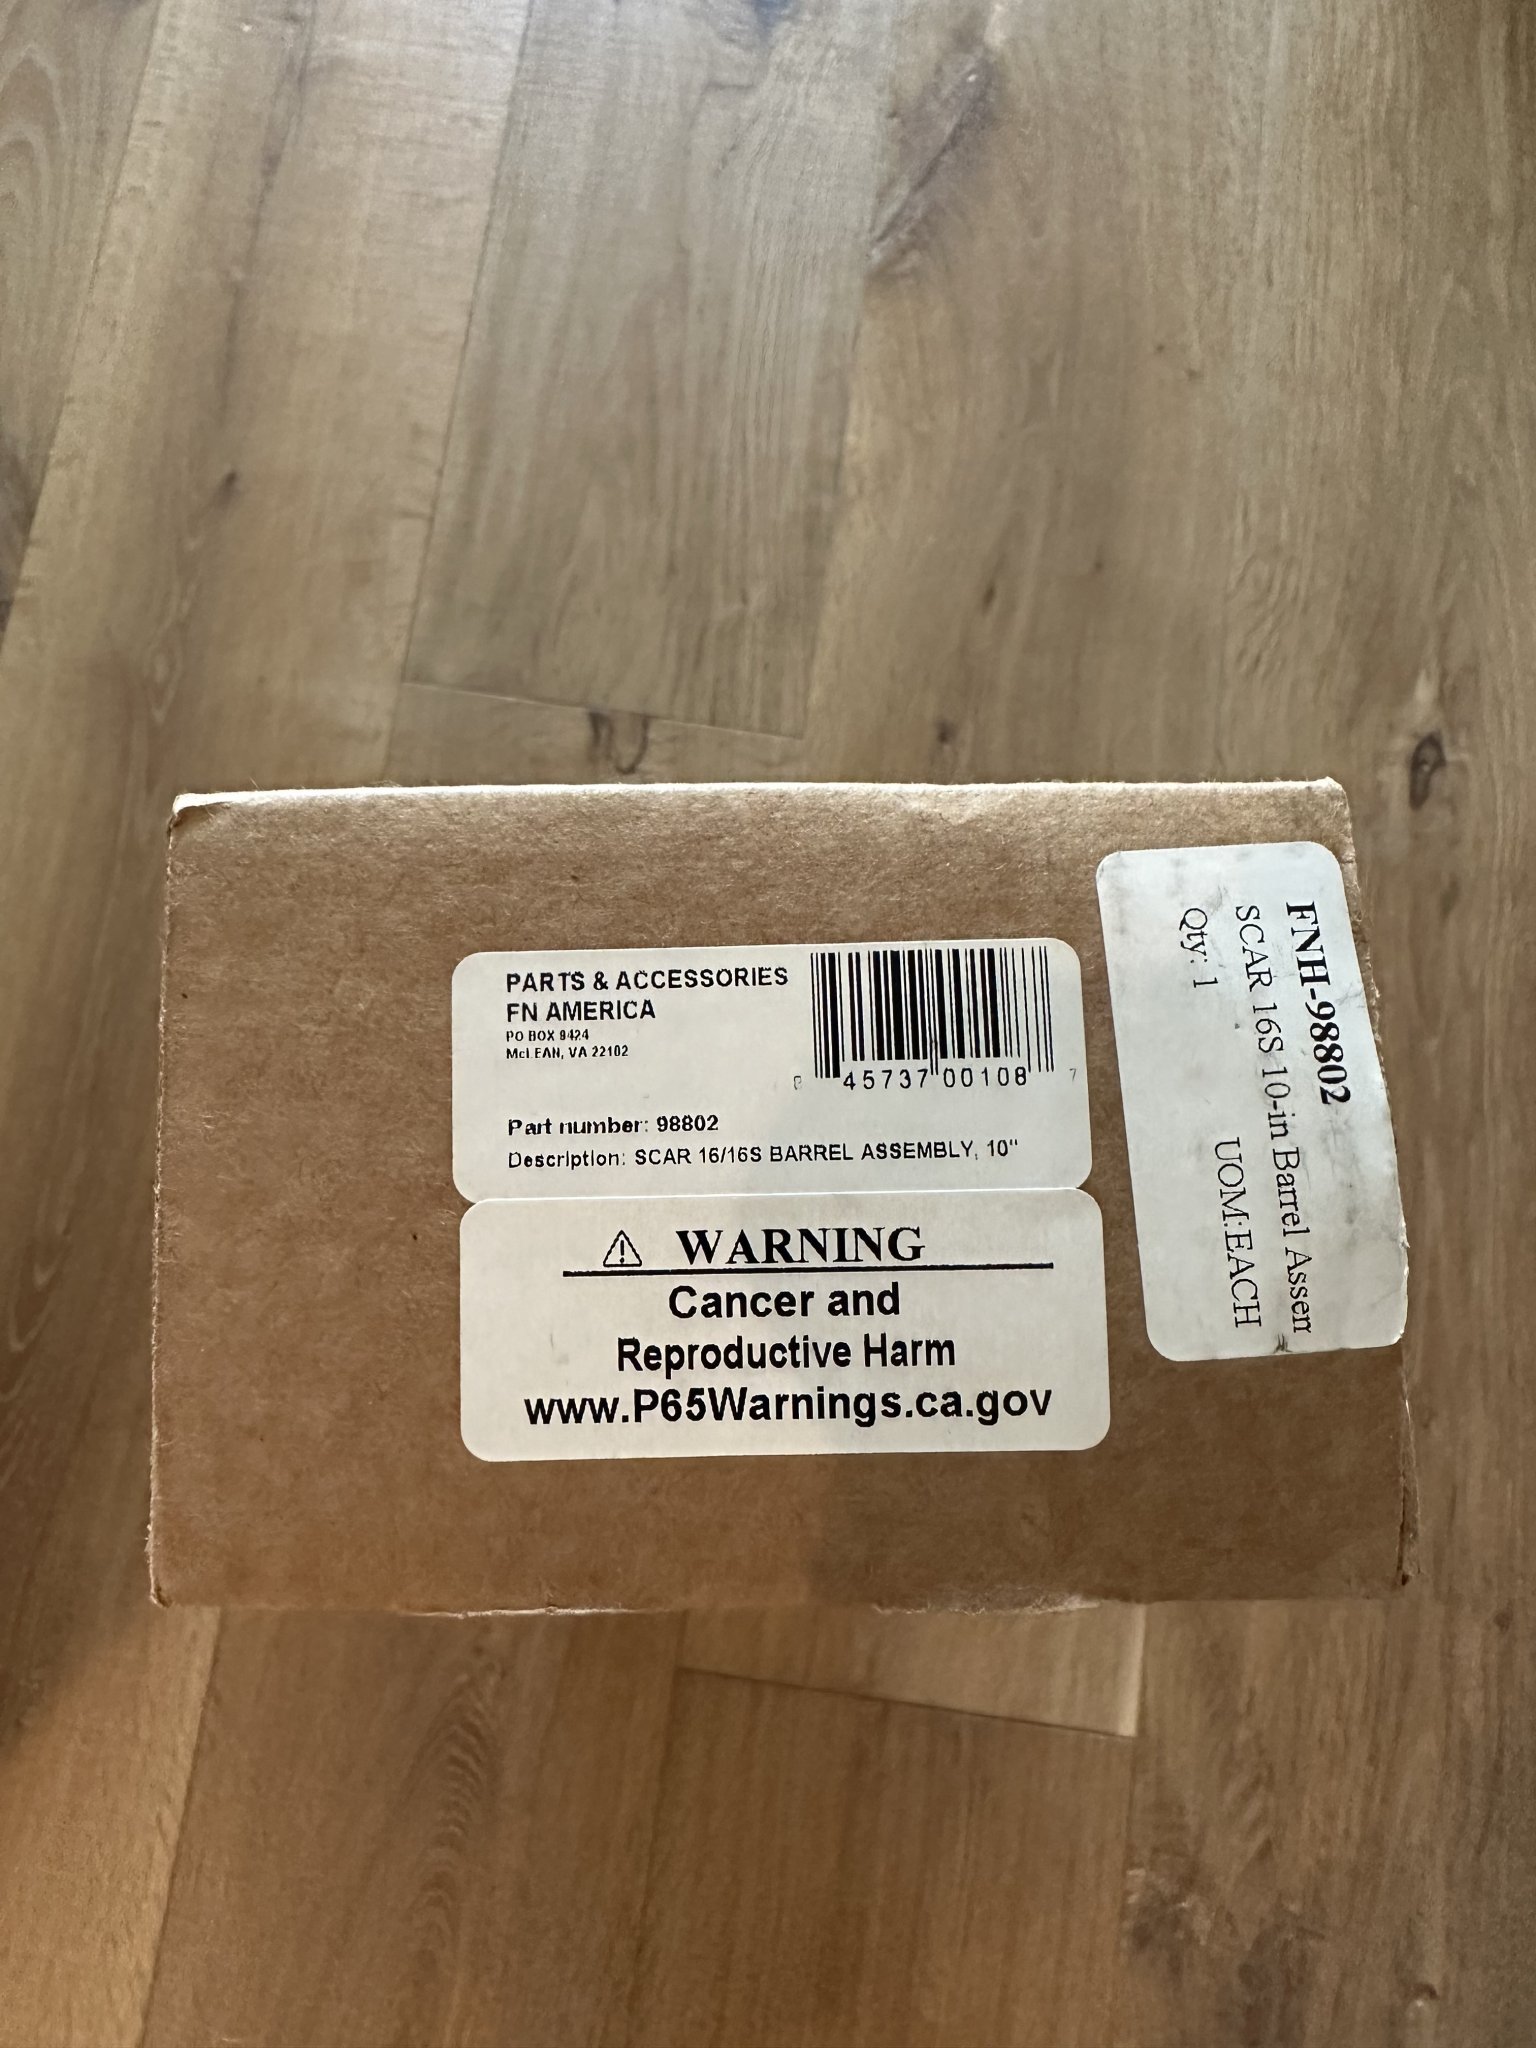 PARTS & ACCESSORIES
FN AMERICA
PO BOX 9424
McLEAN, VA 22102
45737 00108 7
Part number: 98802
Description: SCAR 16/16S BARREL ASSEMBLY, 10"
WARNING
Cancer and
Reproductive Harm
www.P65Warnings.ca.gov
FNH-98802
SCAR 16S 10-in Barrel Assem
Qty: 1 UOM:EACH